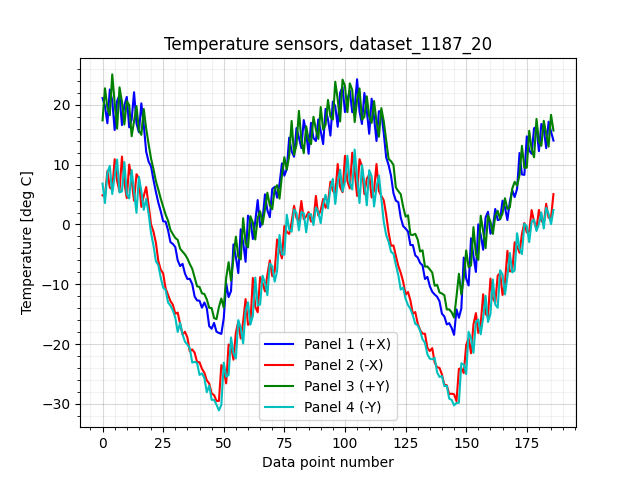 Temperature sensors, dataset_1187_20
Temperature [deg C]
20
10
0
−10
−20
−30
Panel 1 (+X)
Panel 2 (-X)
Panel 3 (+Y)
Panel 4 (-Y)
0 25 50 75 100 125 150 175
Data point number